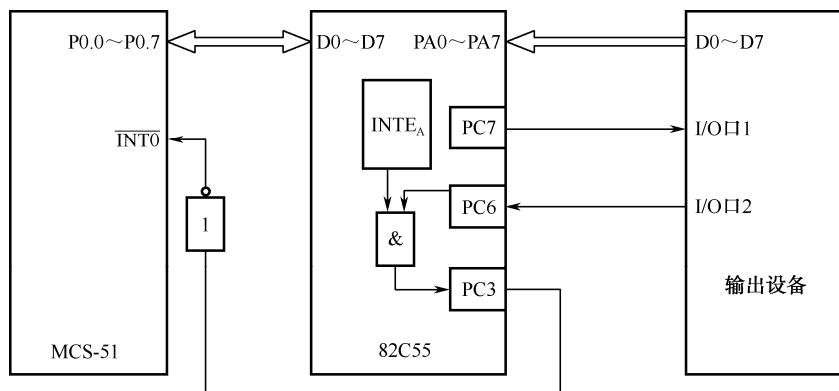 P0.0～P0.7
D0～D7
PA0～PA7
D0～D7
INTE_A
PC7
I/O口1
INT0
PC6
I/O口2
1
&
PC3
输出设备
MCS-51
82C55